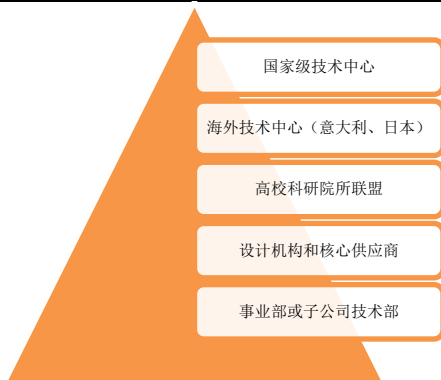 国家级技术中心
海外技术中心（意大利、日本）
高校科研院所联盟
设计机构和核心供应商
事业部或子公司技术部